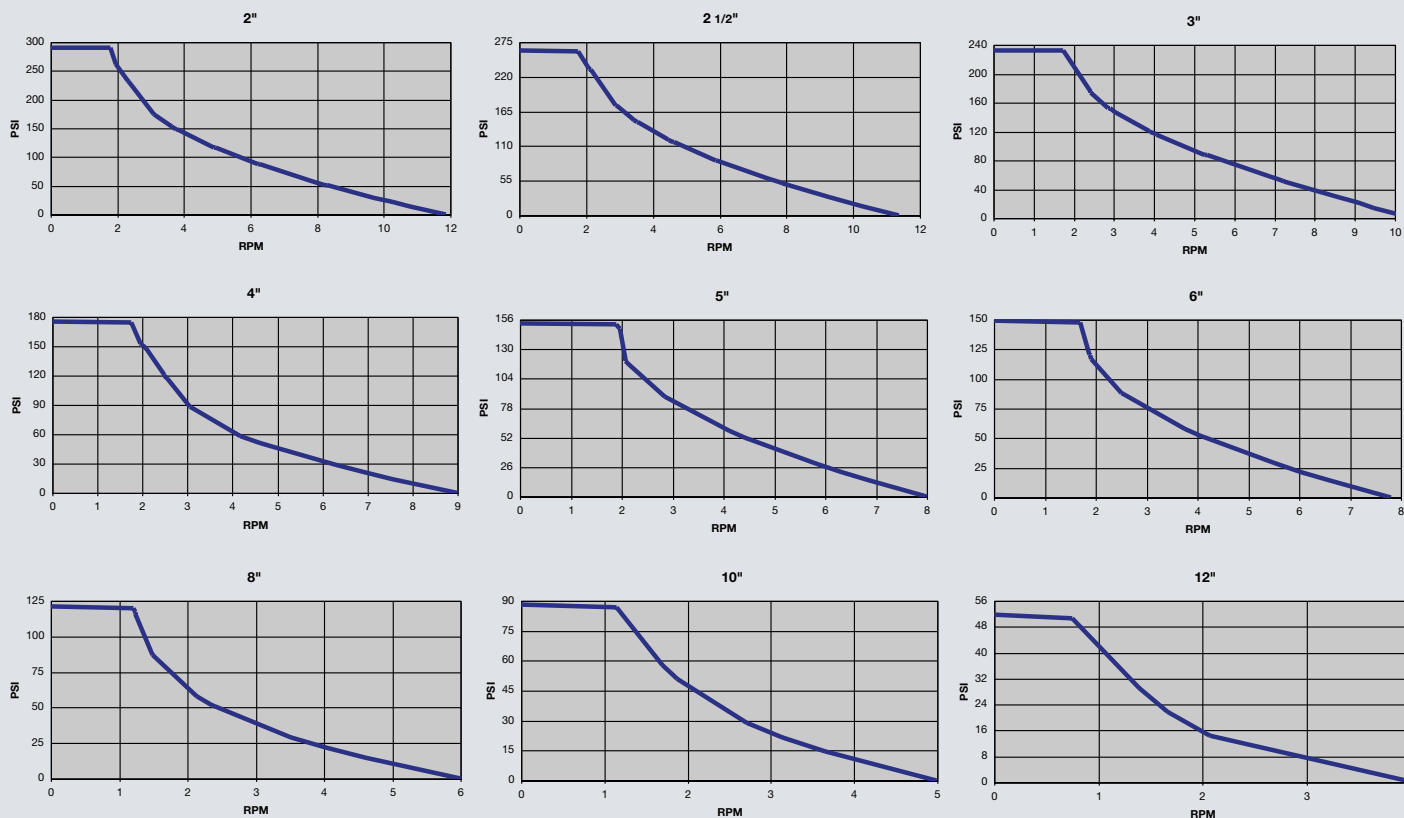 2"
300
250
200
150
100
50
0
PSI
0 2 4 6 8 10 12
RPM
2 1/2"
275
220
165
110
55
0
PSI
0 2 4 6 8 10 12
RPM
3"
240
200
160
120
80
40
0
PSI
0 1 2 3 4 5 6 7 8 9 10
RPM
4"
180
150
120
90
60
30
0
PSI
0 1 2 3 4 5 6 7 8 9
RPM
5"
156
130
104
78
52
26
0
PSI
0 1 2 3 4 5 6 7 8
RPM
6"
150
125
100
75
50
25
0
PSI
0 1 2 3 4 5 6 7 8
RPM
8"
125
100
75
50
25
0
PSI
0 1 2 3 4 5 6
RPM
10"
90
75
60
45
30
15
0
PSI
0 1 2 3 4 5
RPM
12"
56
48
40
32
24
16
8
0
PSI
0 1 2 3
RPM